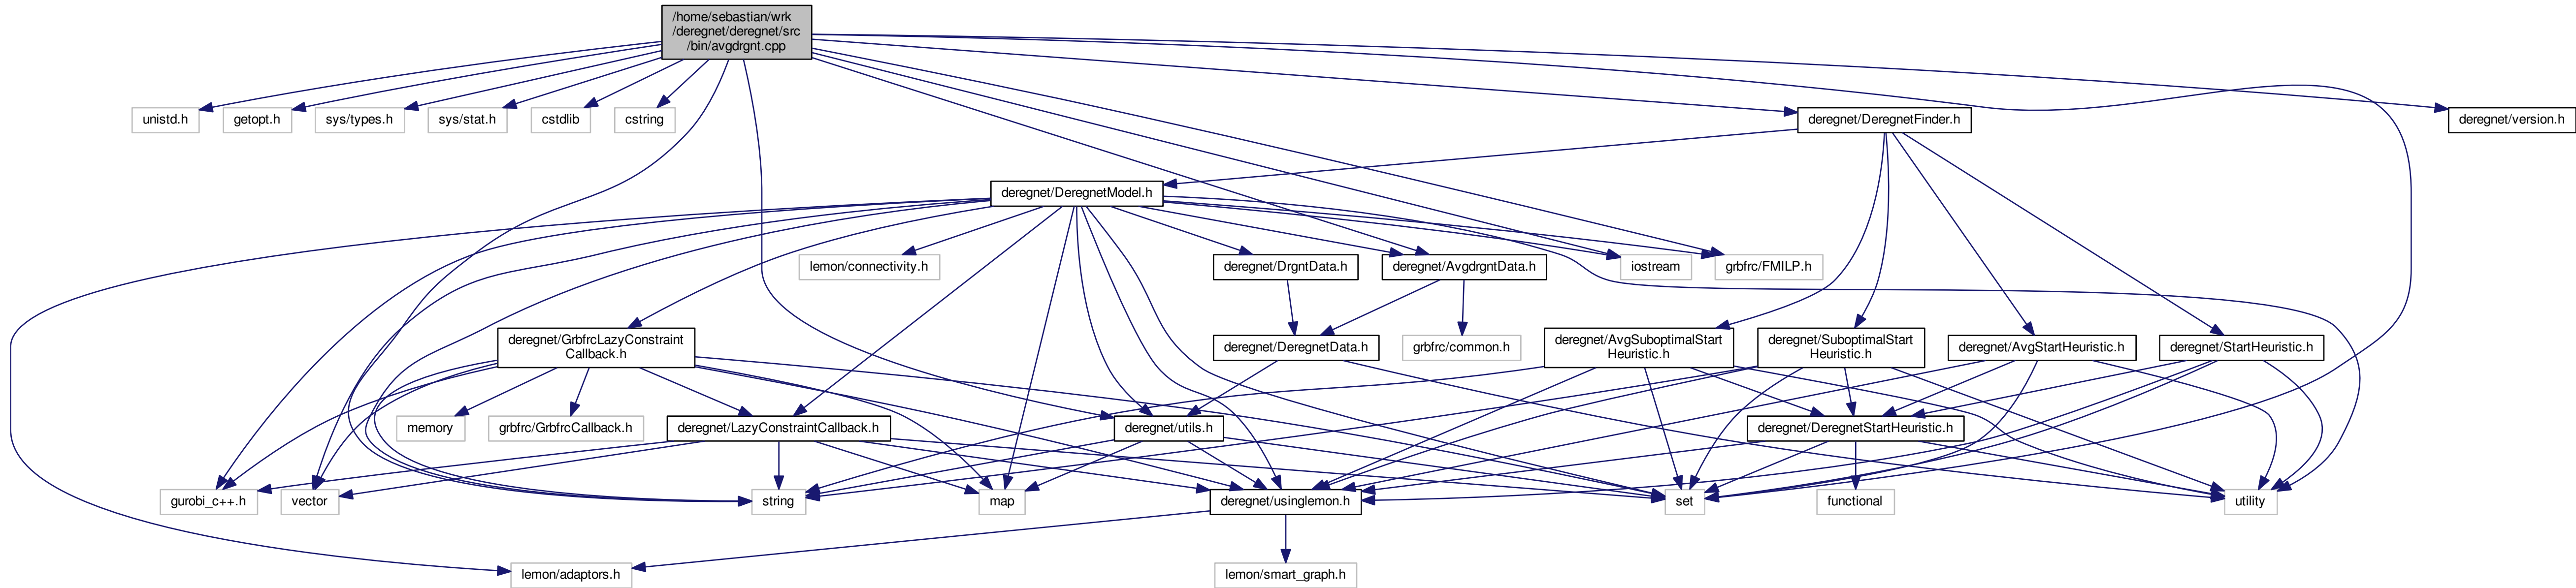 /home/sebastian/wrk
/deregnet/deregnet/src
/bin/avgdrgnt.cpp
unistd.h
getopt.h
sys/types.h
sys/stat.h
cstdlib
cstring
deregnet/DeregnetFinder.h
deregnet/version.h
deregnet/DeregnetModel.h
lemon/connectivity.h
deregnet/DrgntData.h
deregnet/AvgdrgntData.h
iostream
grbfrc/FMILP.h
deregnet/GrbfrcLazyConstraint
Callback.h
deregnet/DeregnetData.h
grbfrc/common.h
deregnet/AvgSuboptimalStart
Heuristic.h
deregnet/SuboptimalStart
Heuristic.h
deregnet/AvgStartHeuristic.h
deregnet/StartHeuristic.h
memory
grbfrc/GrbfrcCallback.h
deregnet/LazyConstraintCallback.h
deregnet/utils.h
deregnet/DeregnetStartHeuristic.h
gurobi_c++.h
vector
string
map
deregnet/usinglemon.h
set
functional
utility
lemon/adaptors.h
lemon/smart_graph.h